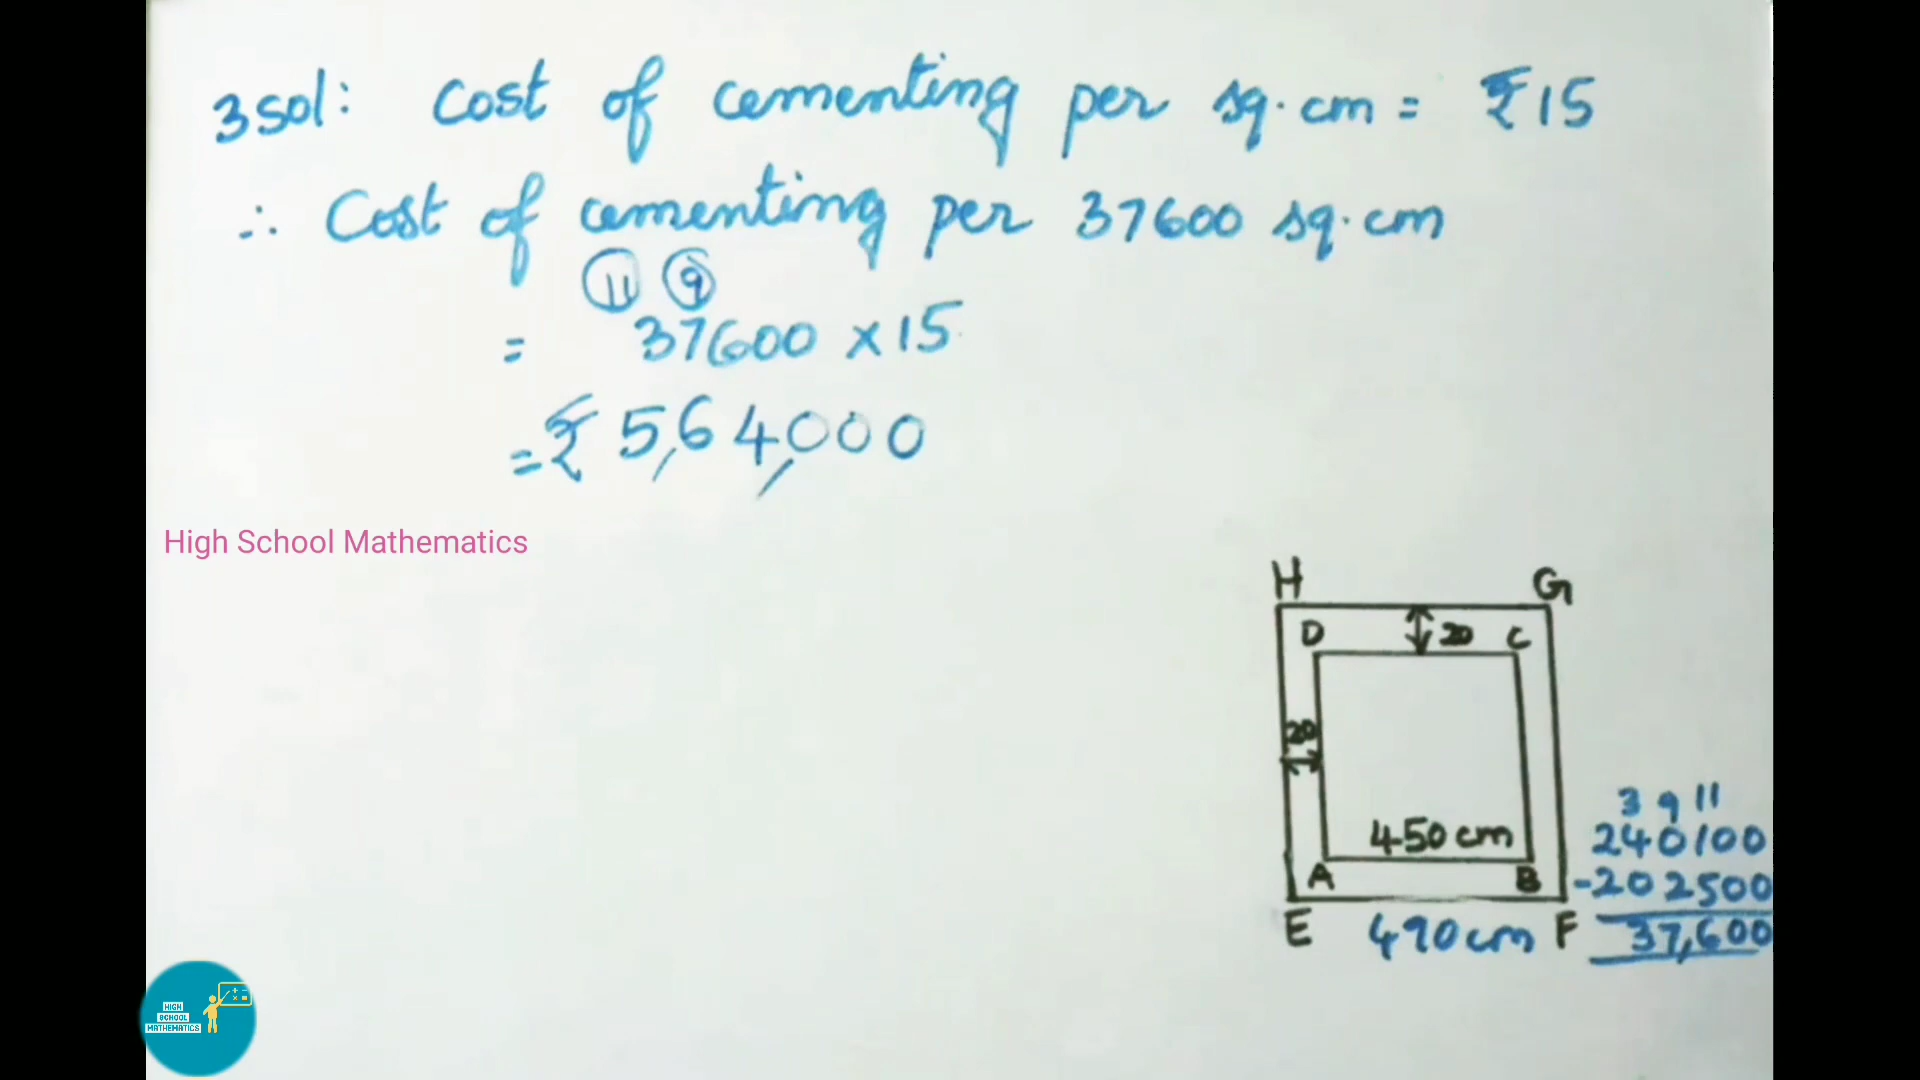 3 sol: Cost of cementing per sq.cm = ₹15
∴ Cost of cementing per 37600 sq.cm
11 9
= 37600 x 15
= ₹ 5,64,000
High School Mathematics
H G
D 20 C
20
450 cm
A B
E 490 cm F
3 9 11
240100
-202500
37,600
HIGH
SCHOOL
MATHEMATICS